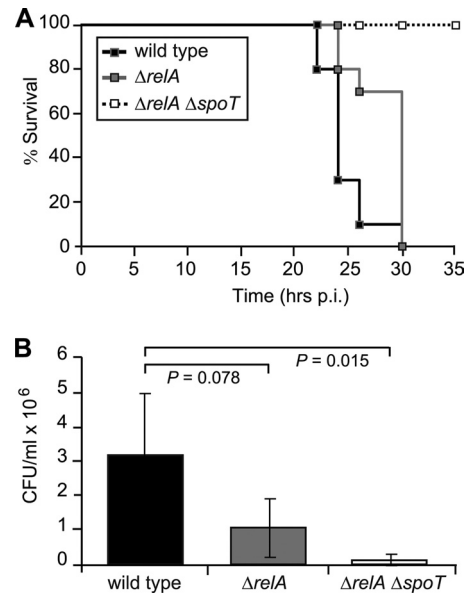 A
100
80
60
40
20
0
% Survival
wild type
ΔrelA
ΔrelA ΔspoT
0 5 10 15 20 25 30 35
Time (hrs p.i.)
B
6
5
4
3
2
1
0
CFU/ml x 10⁶
P = 0.015
P = 0.078
wild type ΔrelA ΔrelA ΔspoT